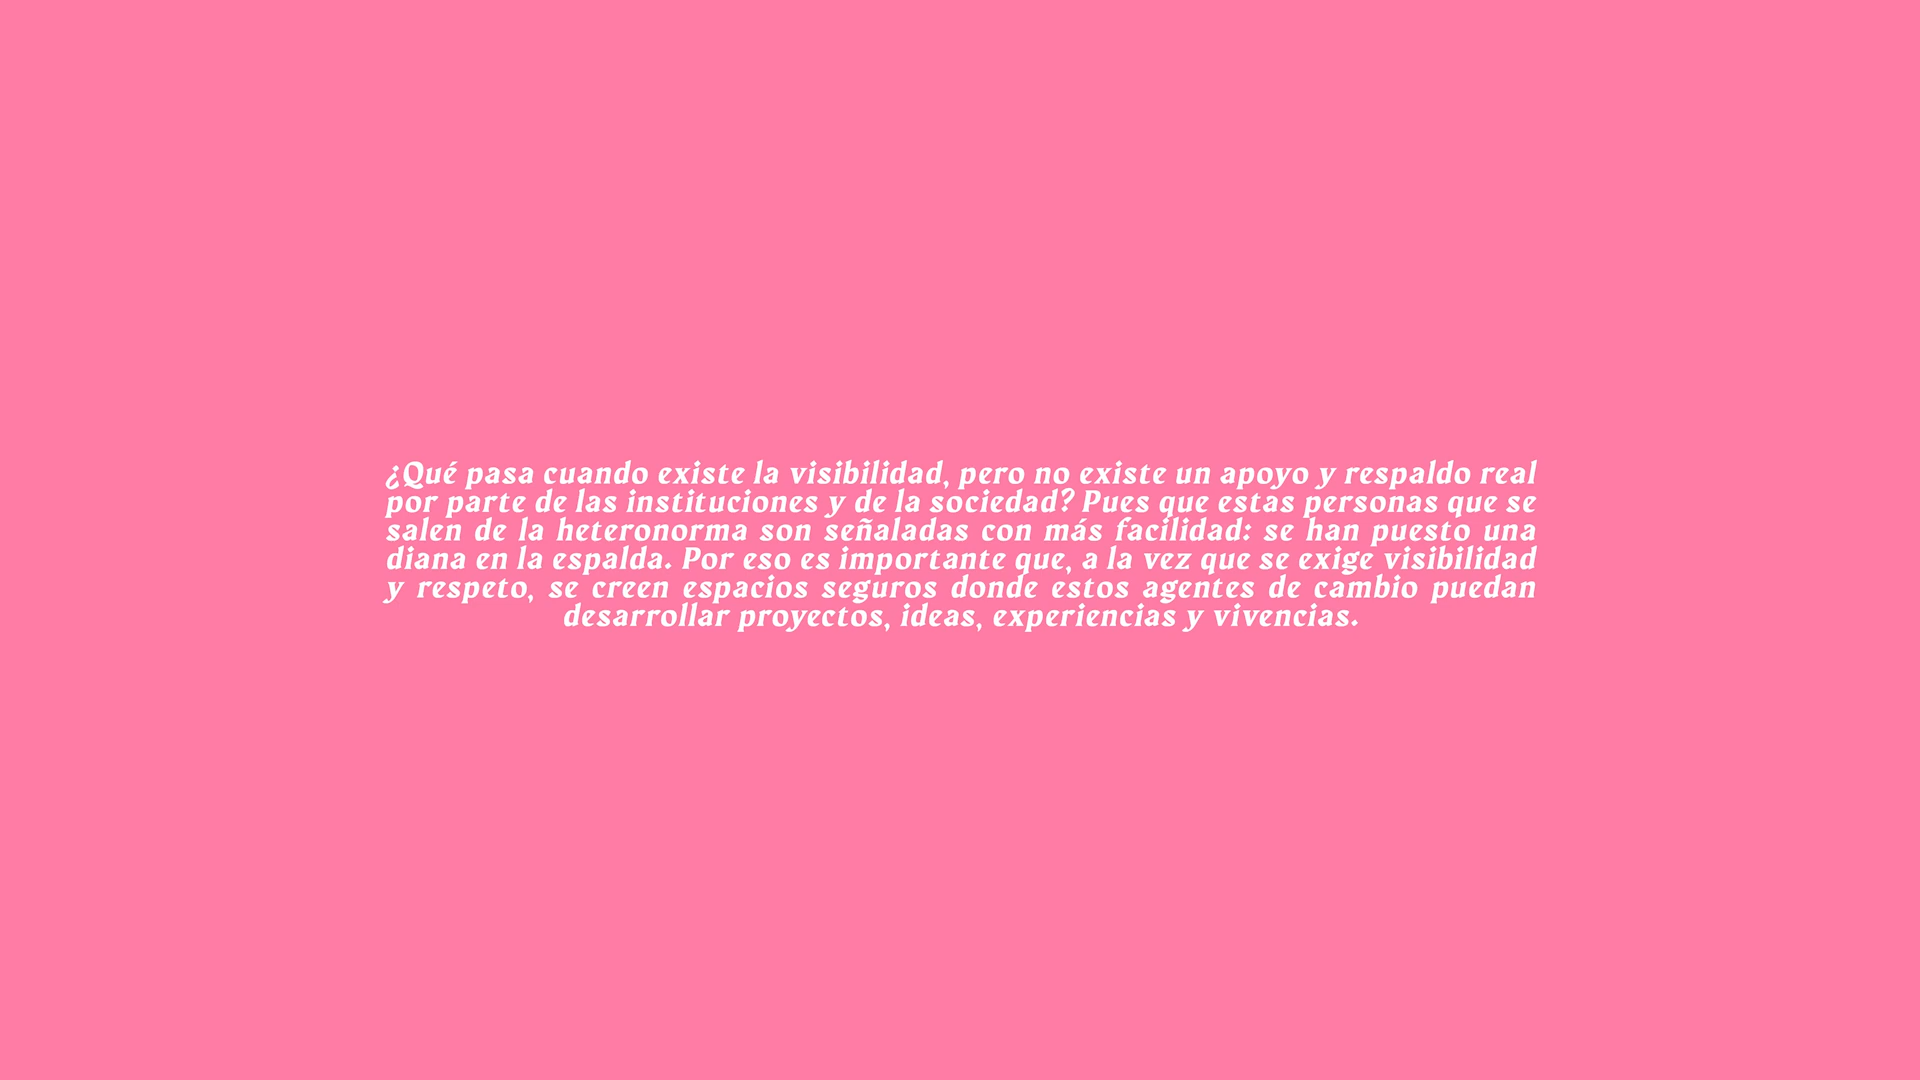 ¿Qué pasa cuando existe la visibilidad, pero no existe un apoyo y respaldo real
por parte de las instituciones y de la sociedad? Pues que estas personas que se
salen de la heteronorma son señaladas con más facilidad: se han puesto una
diana en la espalda. Por eso es importante que, a la vez que se exige visibilidad
y respeto, se creen espacios seguros donde estos agentes de cambio puedan
desarrollar proyectos, ideas, experiencias y vivencias.